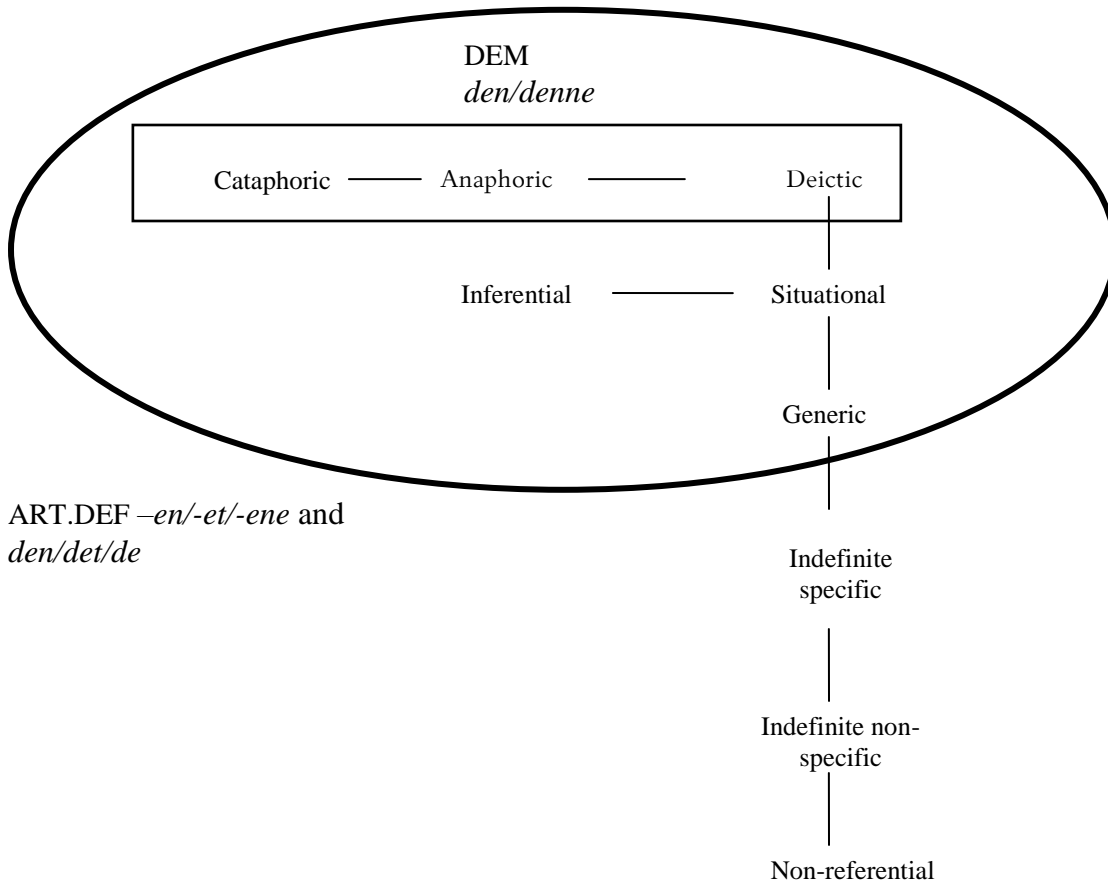 DEM
den/denne
Cataphoric Anaphoric Deictic
Inferential Situational
Generic
ART.DEF –en/-et/-ene and
den/det/de
Indefinite
specific
Indefinite non-
specific
Non-referential